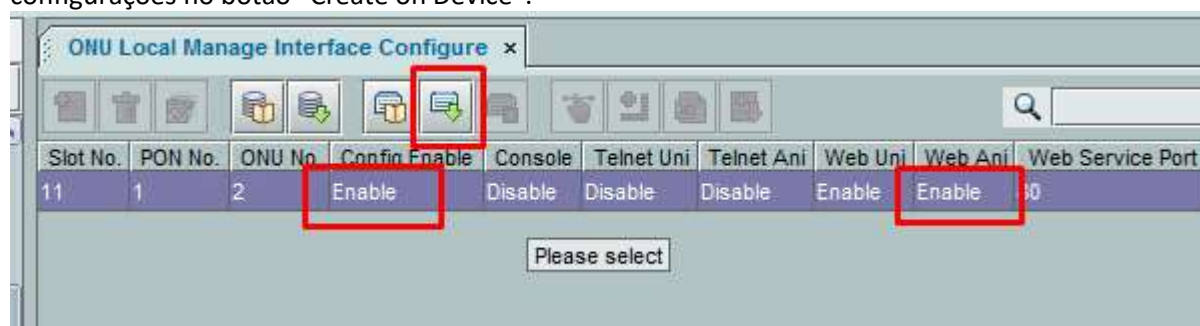 configurações no botão "Create on Device".
ONU Local Manage Interface Configure ×
Slot No. PON No. ONU No. Config Enable Console Telnet Uni Telnet Ani Web Uni Web Ani Web Service Port
11 1 2 Enable Disable Disable Disable Enable Enable 80
Please select